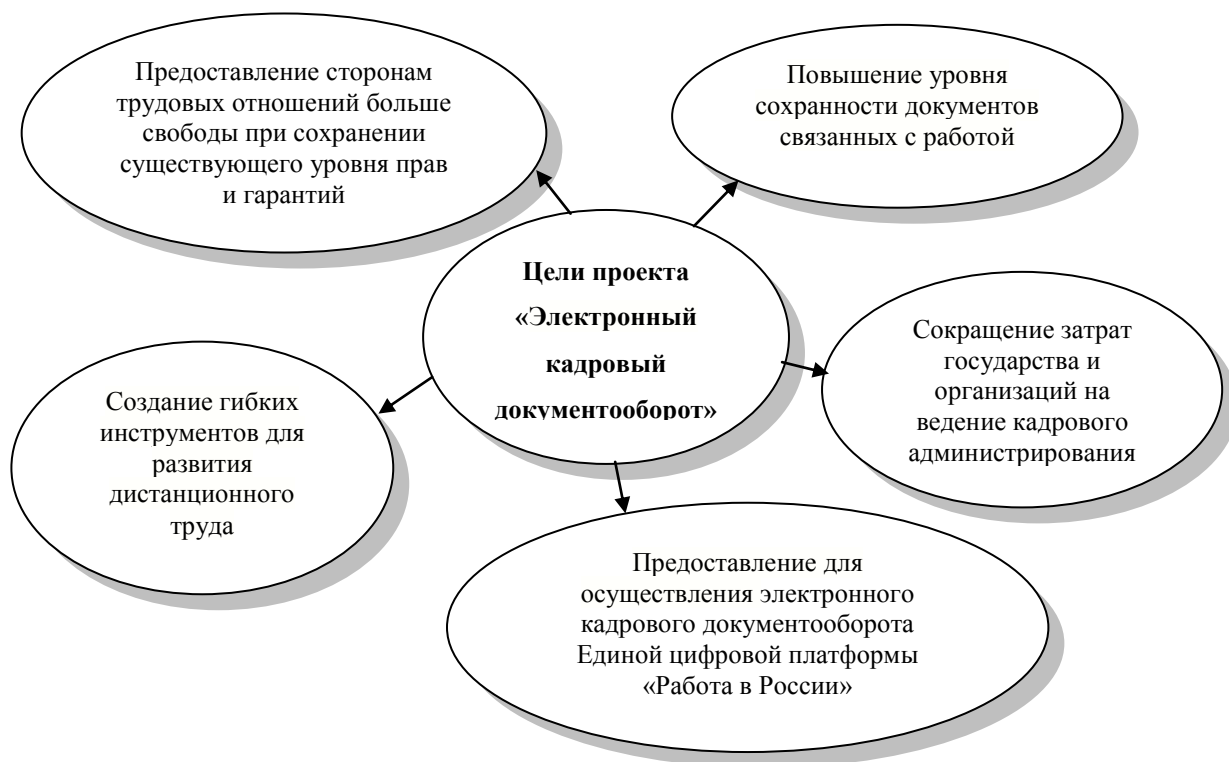 Предоставление сторонам
трудовых отношений больше
свободы при сохранении
существующего уровня прав
и гарантий
Повышение уровня
сохранности документов
связанных с работой
Цели проекта
«Электронный
кадровый
документооборот»
Сокращение затрат
государства и
организаций на
ведение кадрового
администрирования
Создание гибких
инструментов для
развития
дистанционного
труда
Предоставление для
осуществления электронного
кадрового документооборота
Единой цифровой платформы
«Работа в России»